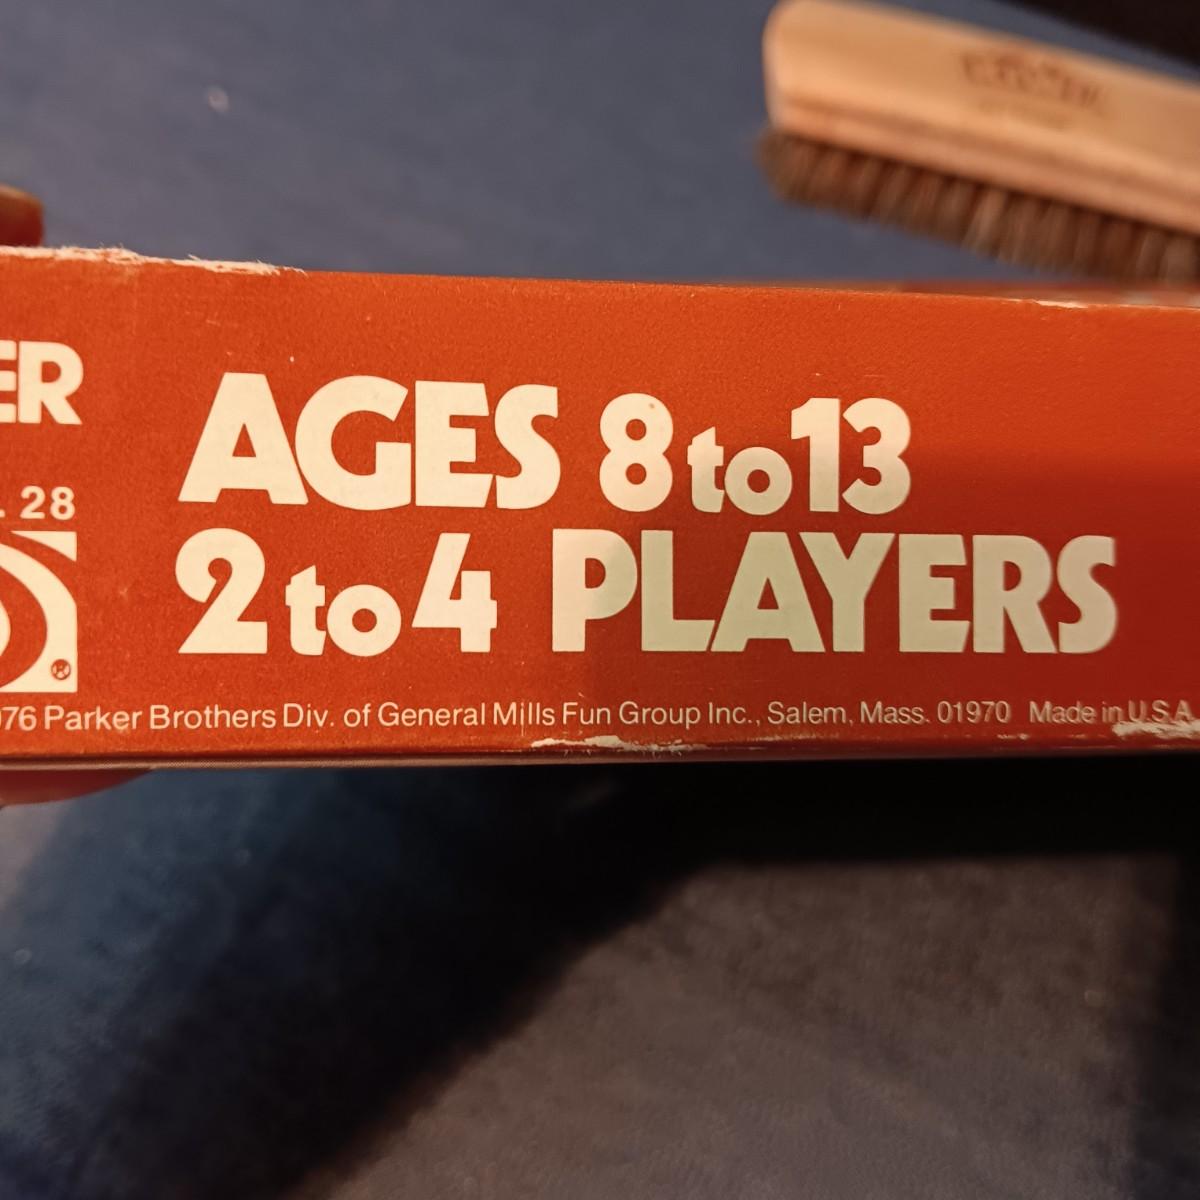 ER
. 28
AGES 8 to 13
2 to 4 PLAYERS
976 Parker Brothers Div. of General Mills Fun Group Inc., Salem, Mass. 01970 Made in U.S.A.